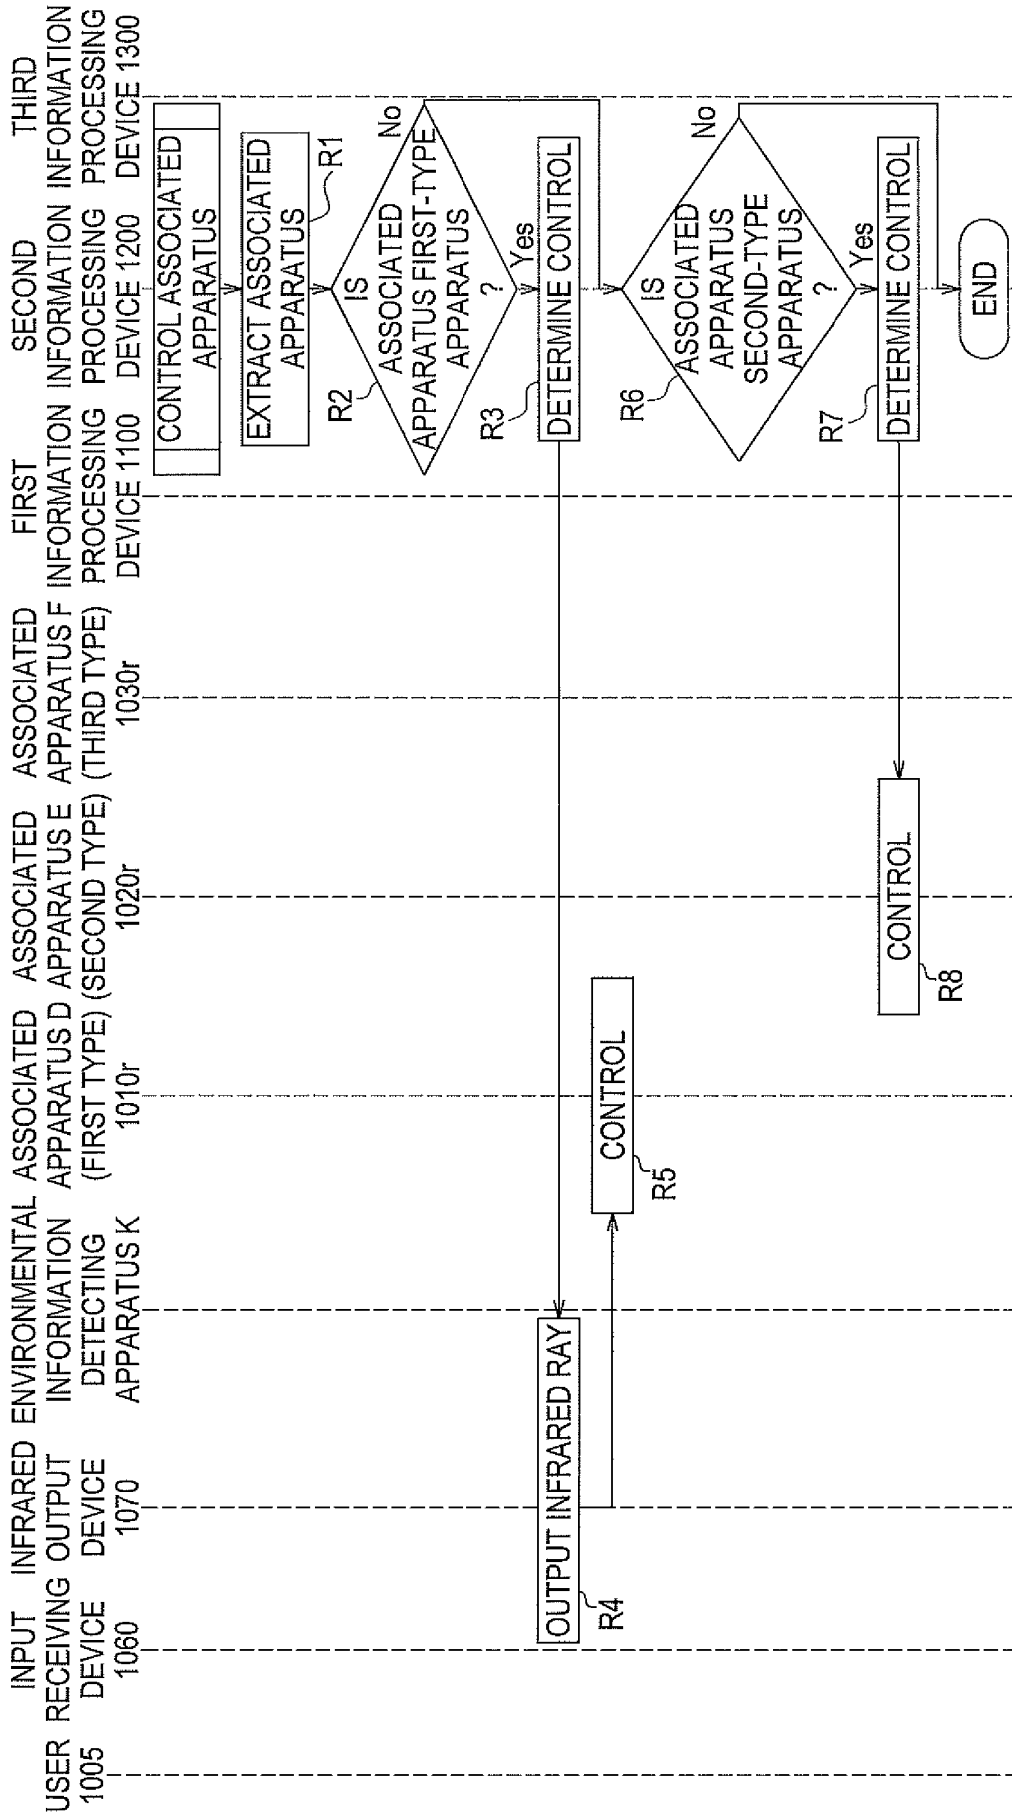 USER
1005
INPUT
RECEIVING
DEVICE
1060
INFRARED
OUTPUT
DEVICE
1070
ENVIRONMENTAL
INFORMATION
DETECTING
APPARATUS K
ASSOCIATED
APPARATUS D
(FIRST TYPE)
1010r
ASSOCIATED
APPARATUS E
(SECOND TYPE)
1020r
ASSOCIATED
APPARATUS F
(THIRD TYPE)
1030r
FIRST
INFORMATION
PROCESSING
DEVICE 1100
SECOND
INFORMATION
PROCESSING
DEVICE 1200
THIRD
INFORMATION
PROCESSING
DEVICE 1300
CONTROL ASSOCIATED
APPARATUS
EXTRACT ASSOCIATED
APPARATUS
R1
R2
IS
ASSOCIATED
APPARATUS FIRST-TYPE
APPARATUS
?
No
Yes
R3
DETERMINE CONTROL
OUTPUT INFRARED RAY
R4
CONTROL
R5
R6
IS
ASSOCIATED
APPARATUS
SECOND-TYPE
APPARATUS
?
No
Yes
R7
DETERMINE CONTROL
CONTROL
R8
END